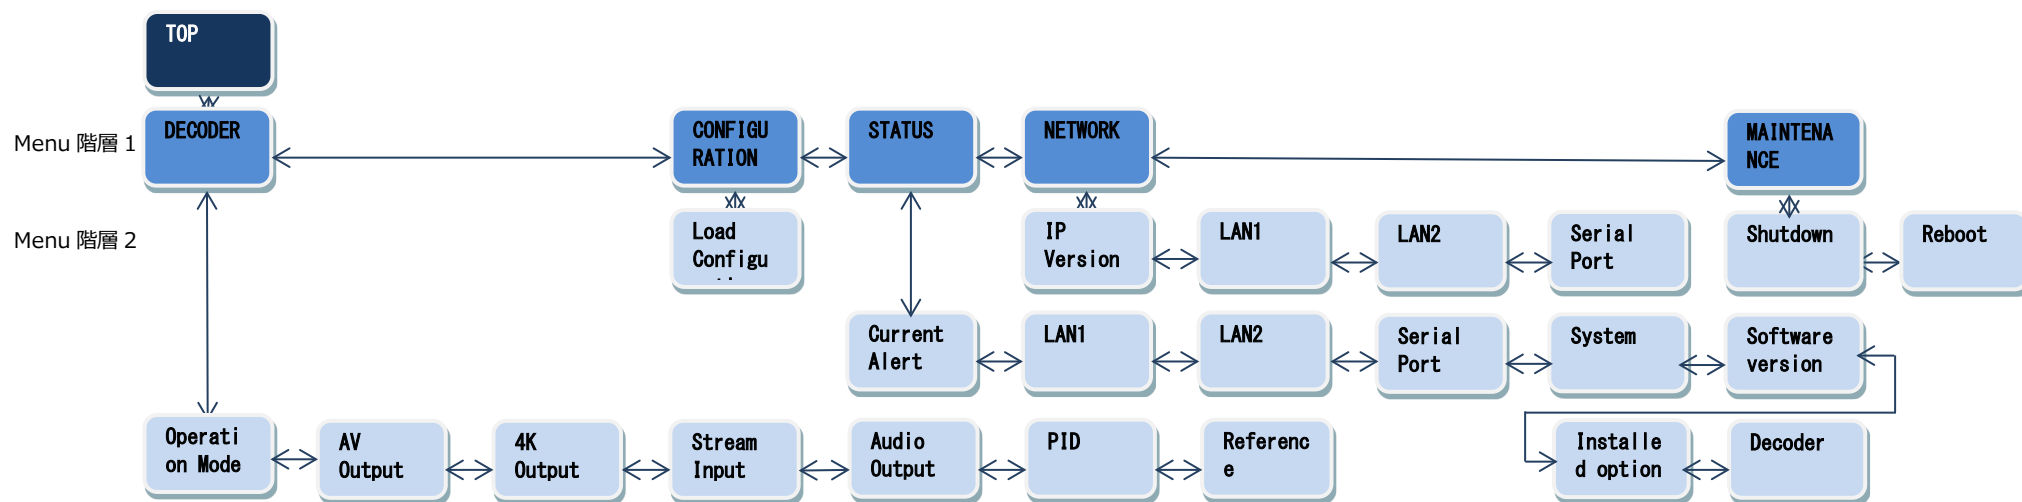 TOP
Menu 階層 1
DECODER
CONFIGU
RATION
STATUS
NETWORK
MAINTENA
NCE
Menu 階層 2
Load
Configu
IP
Version
LAN1
LAN2
Serial
Port
Shutdown
Reboot
Current
Alert
LAN1
LAN2
Serial
Port
System
Software
version
Operati
on Mode
AV
Output
4K
Output
Stream
Input
Audio
Output
PID
Referenc
e
Installe
d option
Decoder